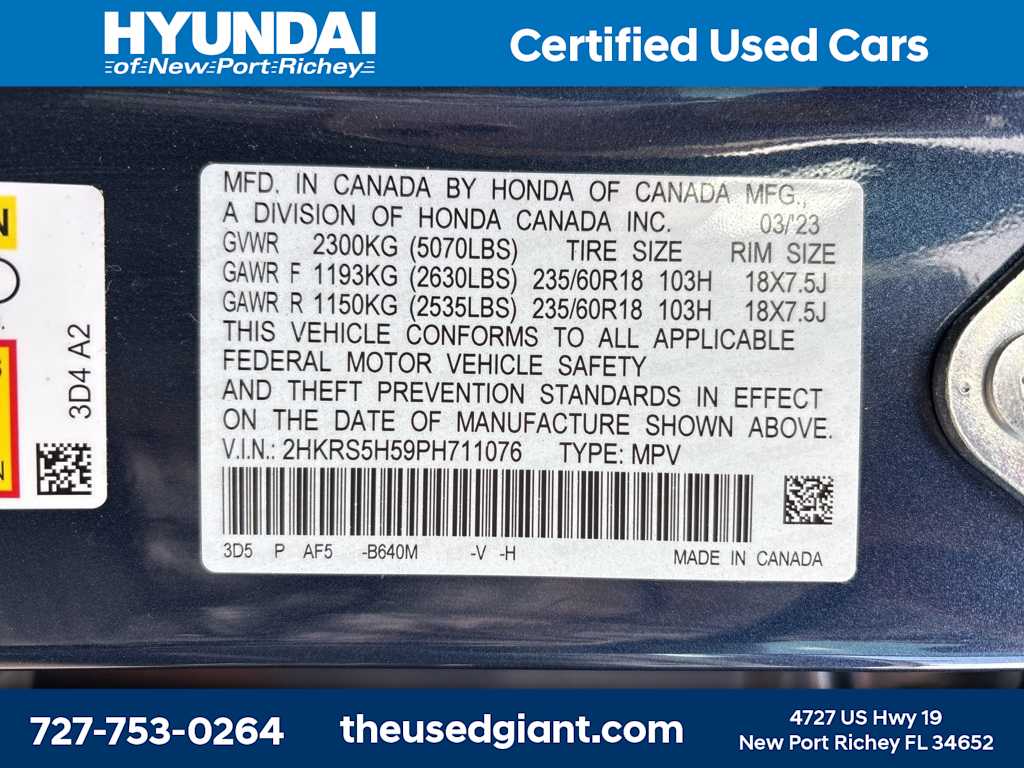 HYUNDAI
of New Port Richey
Certified Used Cars
3D4 A2
N
N
MFD. IN CANADA BY HONDA OF CANADA MFG.,
A DIVISION OF HONDA CANADA INC. 03/'23
GVWR 2300KG (5070LBS) TIRE SIZE RIM SIZE
GAWR F 1193KG (2630LBS) 235/60R18 103H 18X7.5J
GAWR R 1150KG (2535LBS) 235/60R18 103H 18X7.5J
THIS VEHICLE CONFORMS TO ALL APPLICABLE
FEDERAL MOTOR VEHICLE SAFETY
AND THEFT PREVENTION STANDARDS IN EFFECT
ON THE DATE OF MANUFACTURE SHOWN ABOVE.
V.I.N.: 2HKRS5H59PH711076 TYPE: MPV
3D5 P AF5 -B640M -V -H
MADE IN CANADA
727-753-0264
theusedgiant.com
4727 US Hwy 19
New Port Richey FL 34652